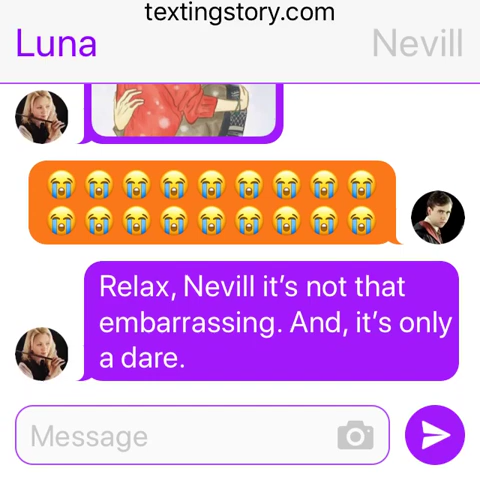 textingstory.com
Luna
Nevill
😭😭😭😭😭😭😭😭😭
😭😭😭😭😭😭😭😭😭
Relax, Nevill it's not that
embarrassing. And, it's only
a dare.
Message